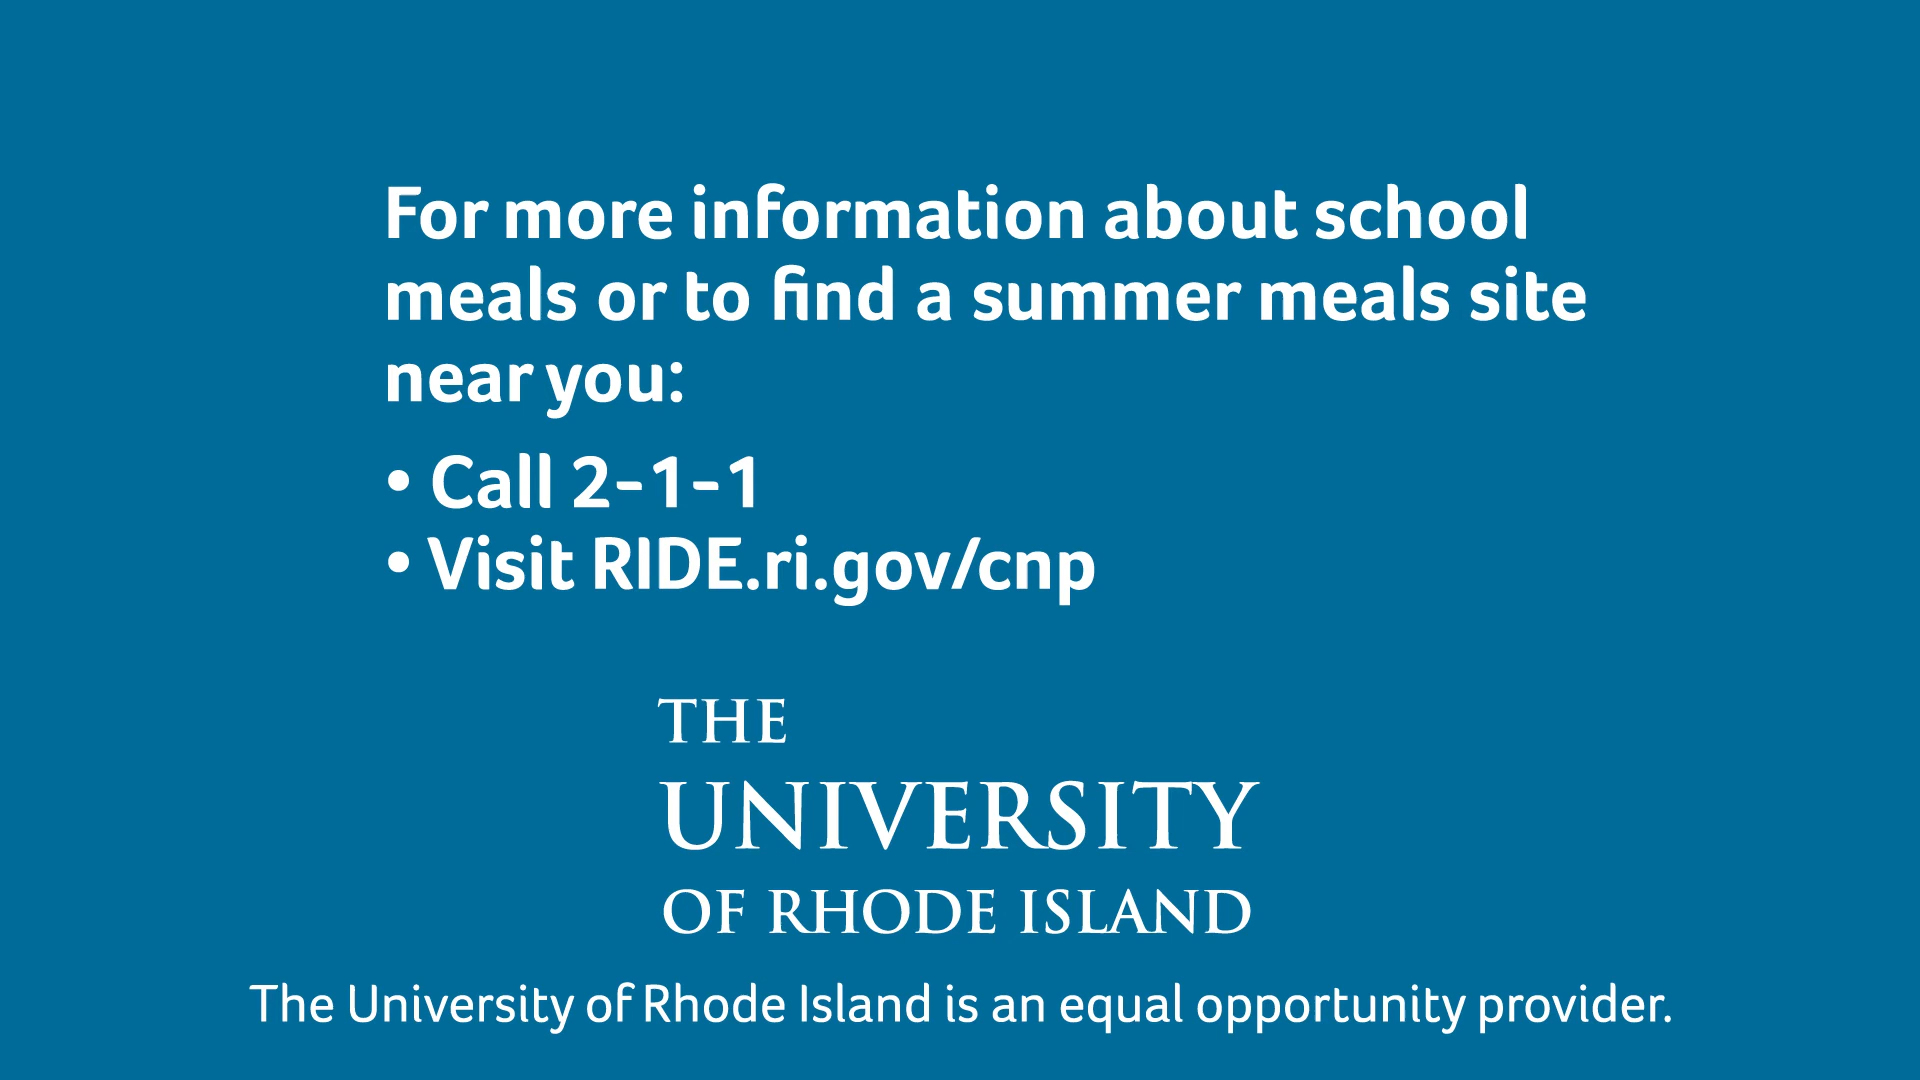 For more information about school
meals or to find a summer meals site
near you:
• Call 2-1-1
• Visit RIDE.ri.gov/cnp
THE
UNIVERSITY
OF RHODE ISLAND
The University of Rhode Island is an equal opportunity provider.